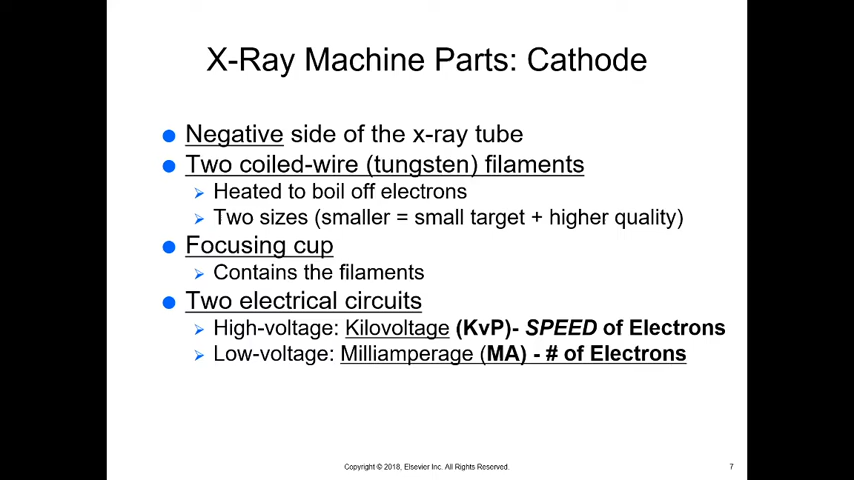 X-Ray Machine Parts: Cathode
Negative side of the x-ray tube
Two coiled-wire (tungsten) filaments
Heated to boil off electrons
Two sizes (smaller = small target + higher quality)
Focusing cup
Contains the filaments
Two electrical circuits
High-voltage: Kilovoltage (KvP)- SPEED of Electrons
Low-voltage: Milliamperage (MA) - # of Electrons
Copyright © 2018, Elsevier Inc. All Rights Reserved.
7